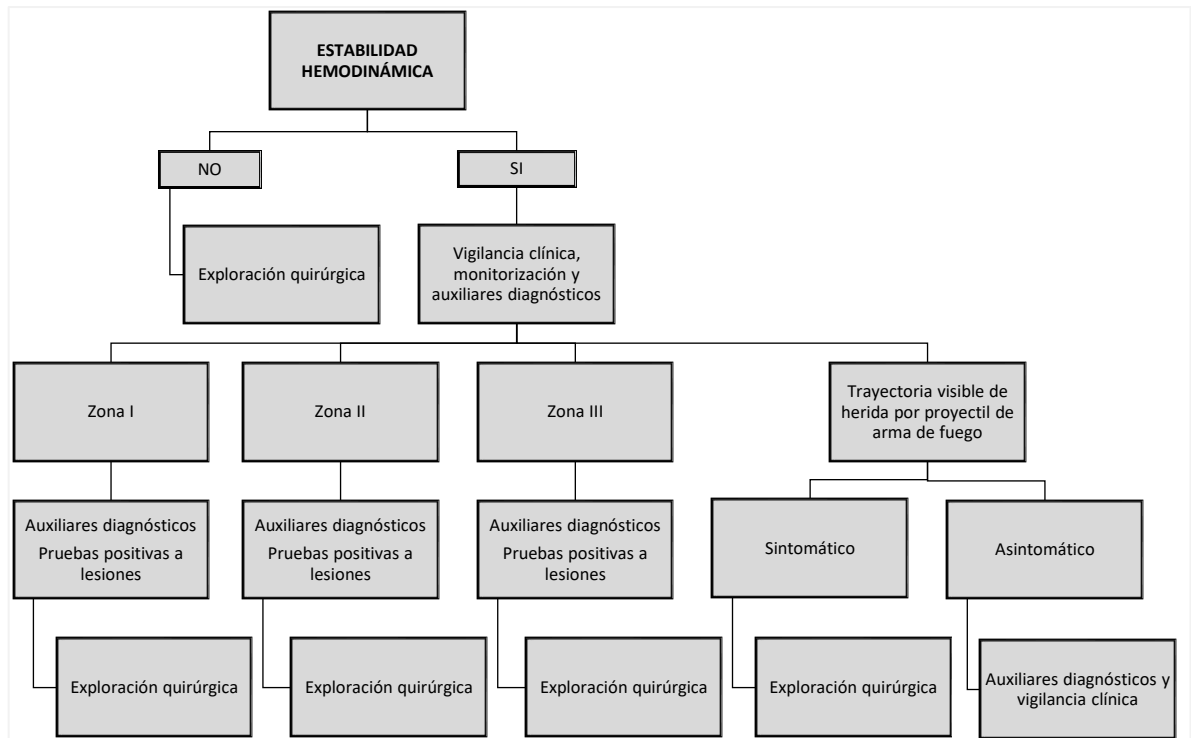 ESTABILIDAD
HEMODINÁMICA
NO
SI
Exploración quirúrgica
Vigilancia clínica,
monitorización y
auxiliares diagnósticos
Zona I
Zona II
Zona III
Trayectoria visible de
herida por proyectil de
arma de fuego
Auxiliares diagnósticos
Pruebas positivas a
lesiones
Auxiliares diagnósticos
Pruebas positivas a
lesiones
Auxiliares diagnósticos
Pruebas positivas a
lesiones
Sintomático
Asintomático
Exploración quirúrgica
Exploración quirúrgica
Exploración quirúrgica
Exploración quirúrgica
Auxiliares diagnósticos y
vigilancia clínica